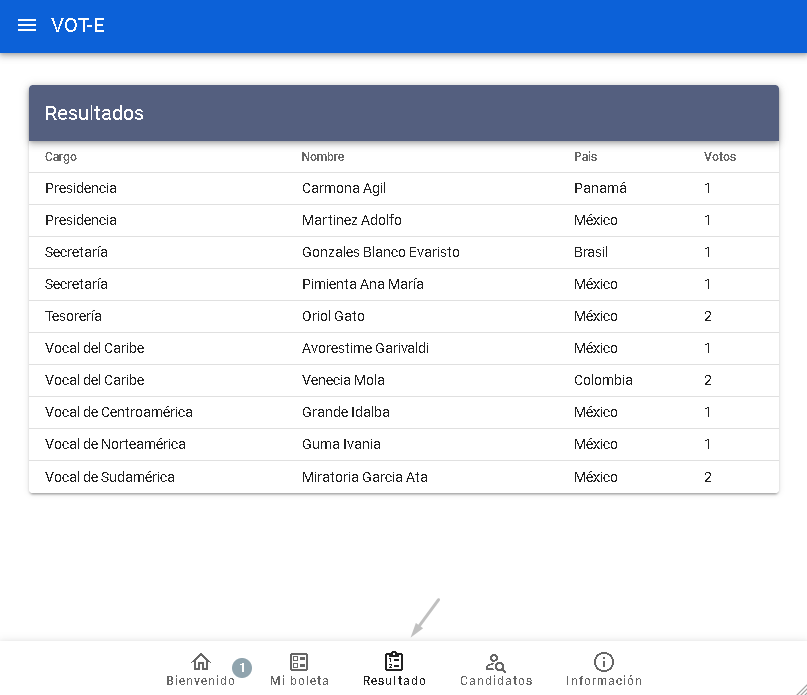 VOT-E
Resultados
Cargo Nombre País Votos
Presidencia Carmona Agil Panamá 1
Presidencia Martinez Adolfo México 1
Secretaría Gonzales Blanco Evaristo Brasil 1
Secretaría Pimienta Ana María México 1
Tesorería Oriol Gato México 2
Vocal del Caribe Avorestime Garivaldi México 1
Vocal del Caribe Venecia Mola Colombia 2
Vocal de Centroamérica Grande Idalba México 1
Vocal de Norteamérica Guma Ivania México 1
Vocal de Sudamérica Miratoria Garcia Ata México 2
1
Bienvenido Mi boleta Resultado Candidatos Información